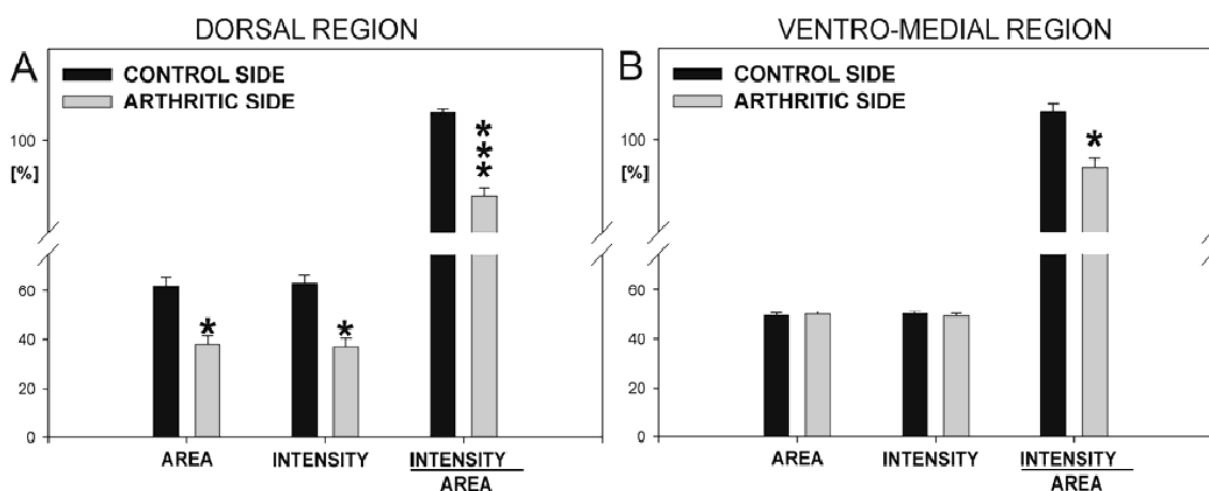 DORSAL REGION
A
CONTROL SIDE
ARTHRITIC SIDE
100
[%]
60
40
20
0
***
*
*
AREA
INTENSITY
INTENSITY
AREA
VENTRO-MEDIAL REGION
B
CONTROL SIDE
ARTHRITIC SIDE
100
[%]
60
40
20
0
*
AREA
INTENSITY
INTENSITY
AREA